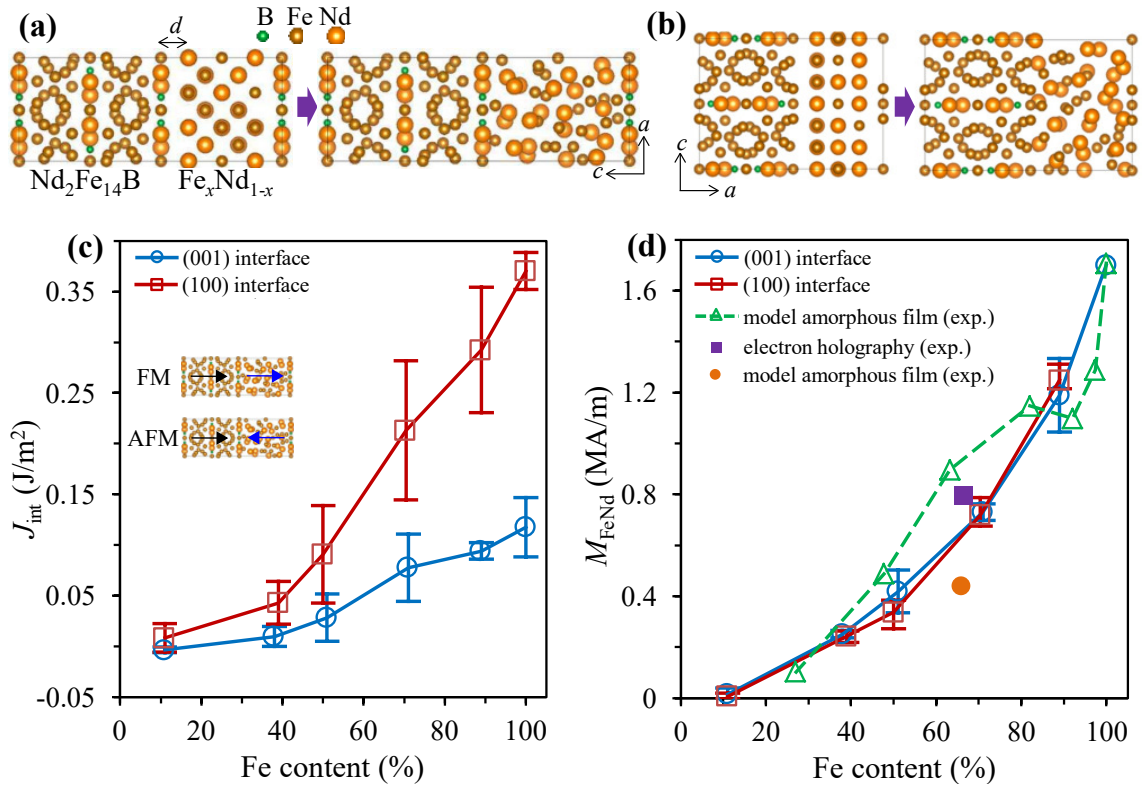 (a)
d
B Fe Nd
Nd₂Fe₁₄B
FeₓNd₁₋ₓ
a
c
(b)
c
a
(c)
(001) interface
(100) interface
FM
AFM
0.35
0.25
0.15
0.05
-0.05
J_int (J/m²)
0 20 40 60 80 100
Fe content (%)
(d)
(001) interface
(100) interface
model amorphous film (exp.)
electron holography (exp.)
model amorphous film (exp.)
1.6
1.2
0.8
0.4
0
M_FeNd (MA/m)
0 20 40 60 80 100
Fe content (%)